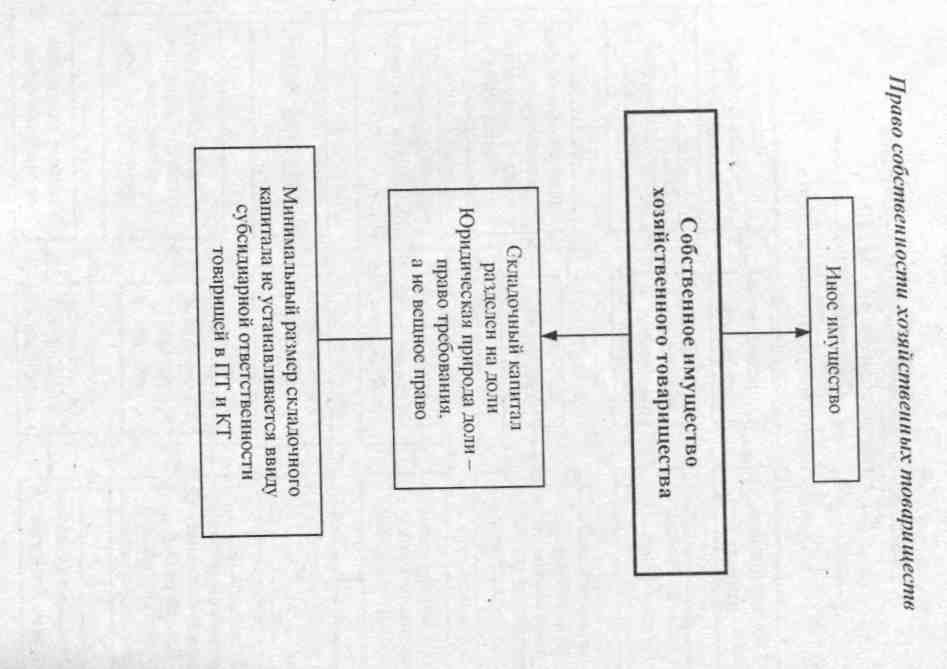 Право собственности хозяйственных товариществ
Иное имущество
Собственное имущество
хозяйственного товарищества
Складочный капитал
разделен на доли
Юридическая природа доли –
право требования,
а не вещное право
Минимальный размер складочного
капитала не устанавливается ввиду
субсидиарной ответственности
товарищей в ПТ и КТ